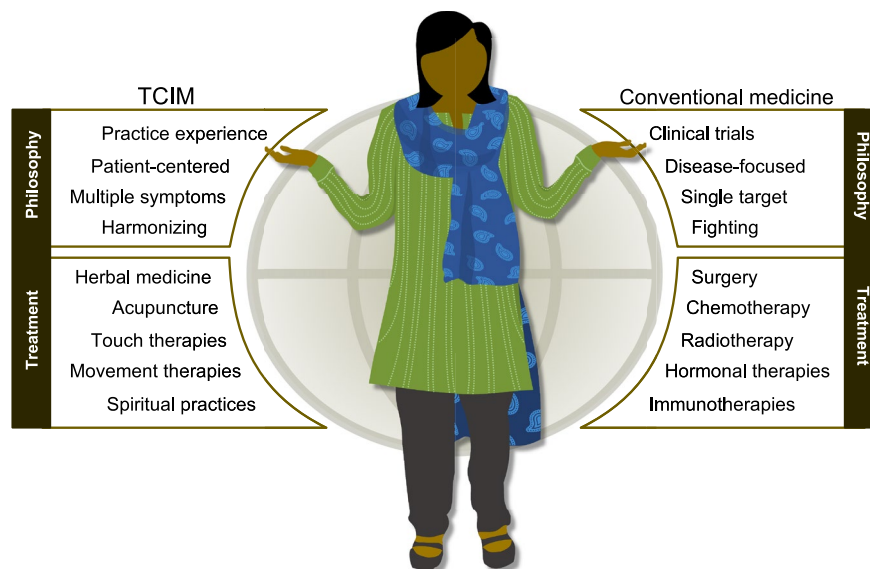 TCIM
Philosophy
Practice experience
Patient-centered
Multiple symptoms
Harmonizing
Treatment
Herbal medicine
Acupuncture
Touch therapies
Movement therapies
Spiritual practices
Conventional medicine
Philosophy
Clinical trials
Disease-focused
Single target
Fighting
Treatment
Surgery
Chemotherapy
Radiotherapy
Hormonal therapies
Immunotherapies